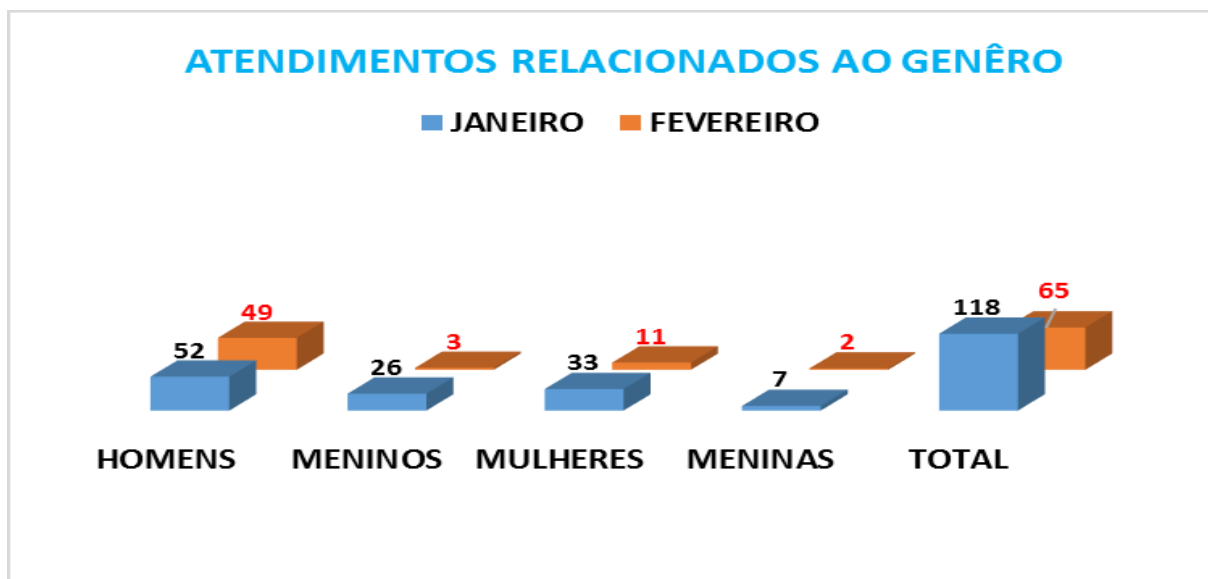 ATENDIMENTOS RELACIONADOS AO GENÊRO
JANEIRO FEVEREIRO
49 3 11 2 65
52 26 33 7 118
HOMENS MENINOS MULHERES MENINAS TOTAL